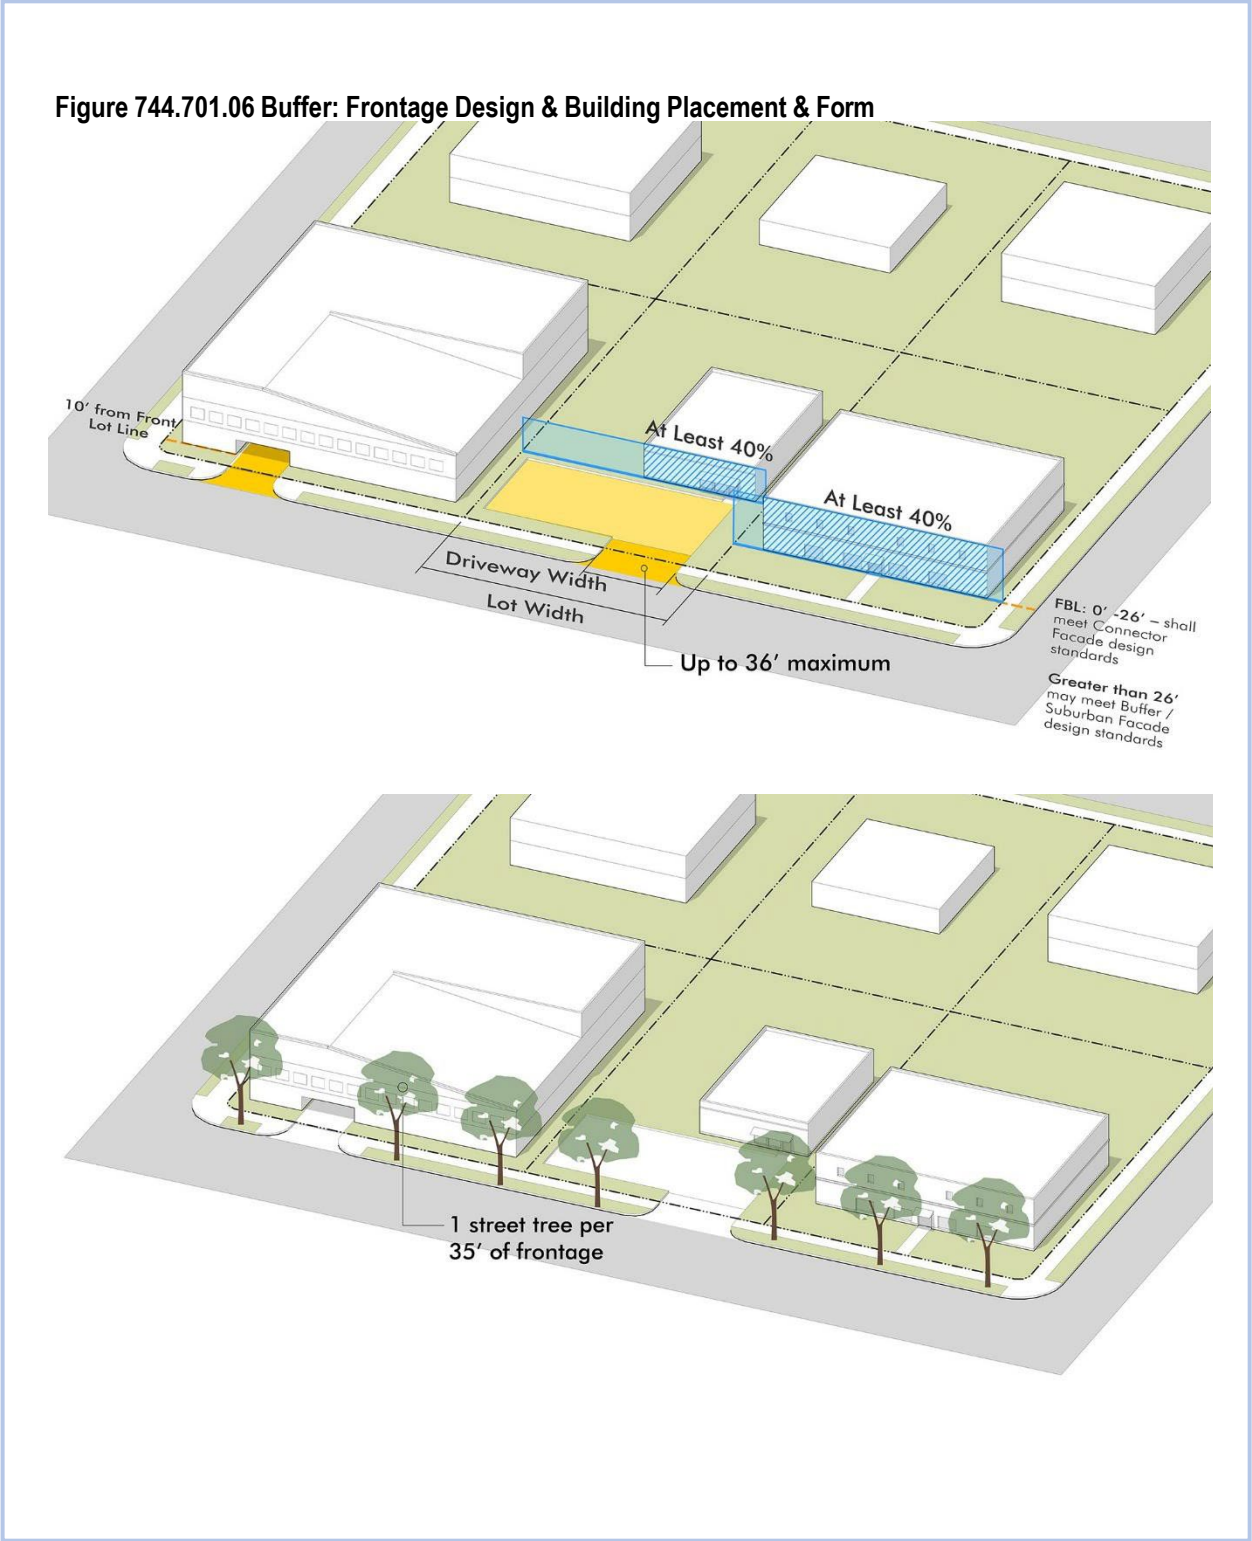 Figure 744.701.06 Buffer: Frontage Design & Building Placement & Form
10' from Front
Lot Line
At Least 40%
At Least 40%
Driveway Width
Lot Width
Up to 36' maximum
FBL: 0' -26' – shall
meet Connector
Facade design
standards
Greater than 26'
may meet Buffer /
Suburban Facade
design standards
1 street tree per
35' of frontage